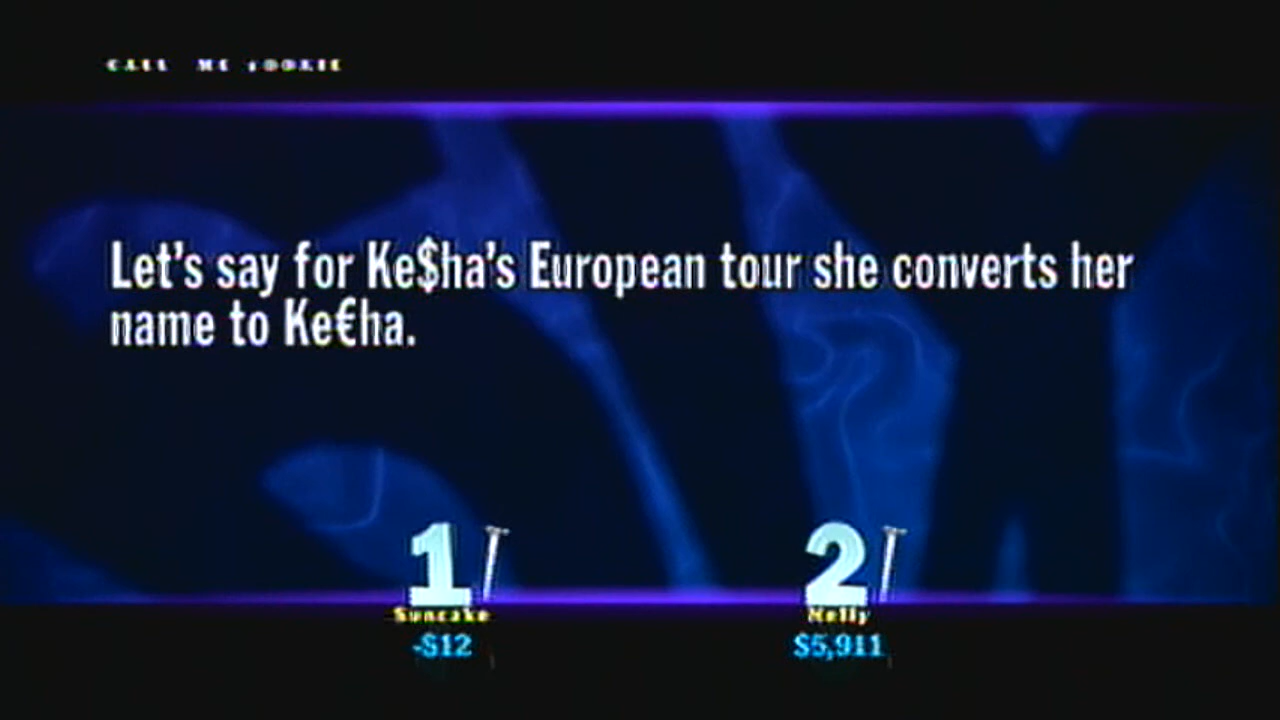 CALL ME
Let's say for Ke$ha's European tour she converts her
name to Ke€ha.
1
2
Suncake
Nelly
-$12
$5,911